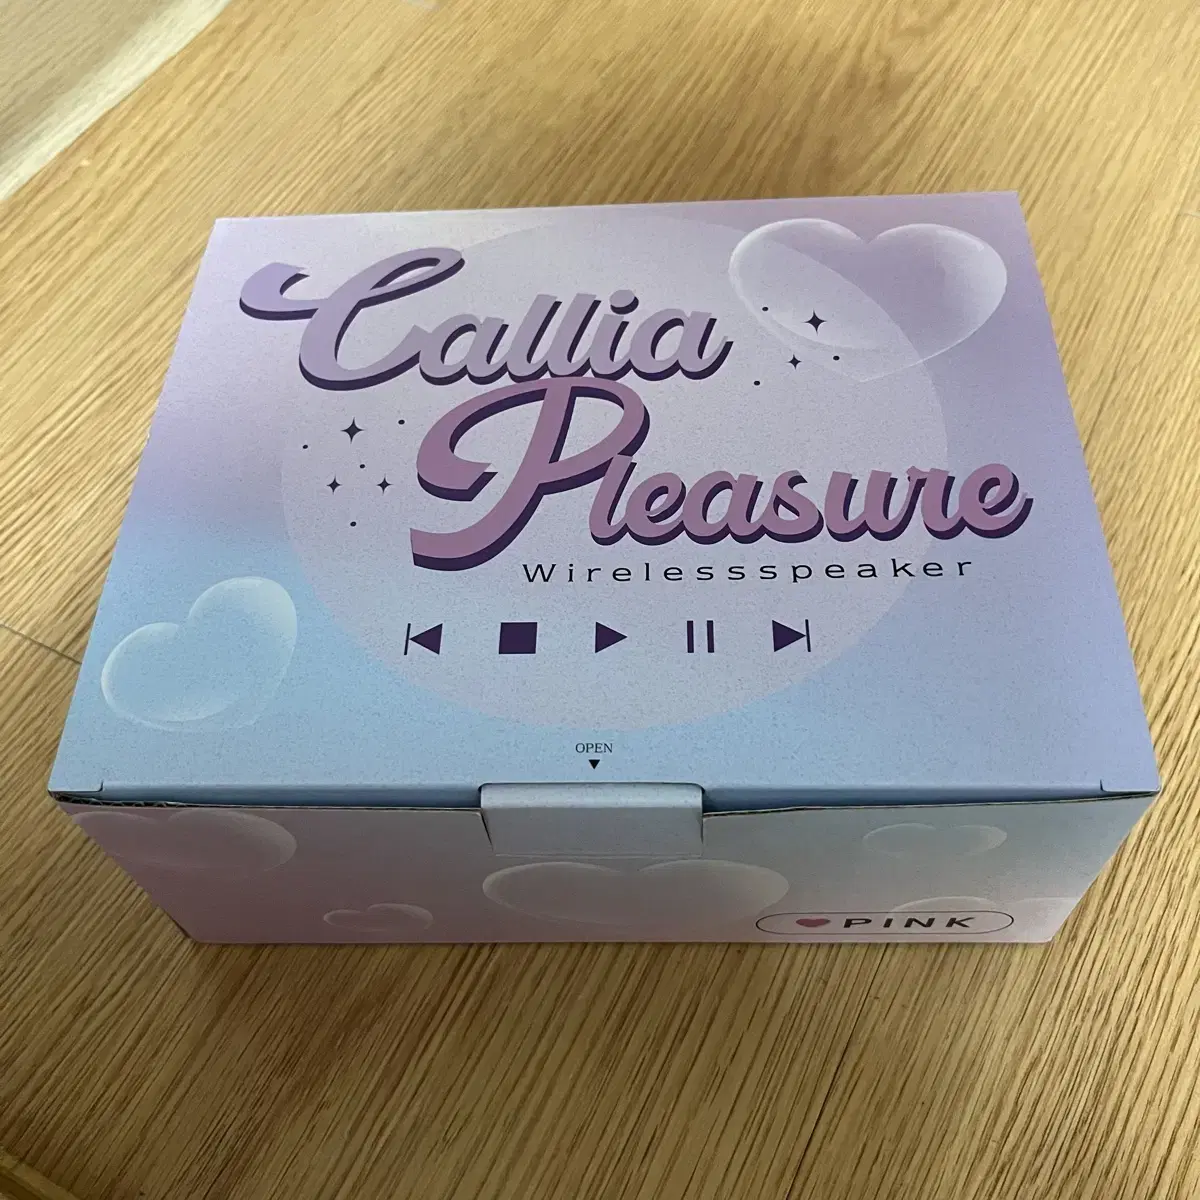 Callia
Pleasure
Wirelessspeaker
OPEN
PINK